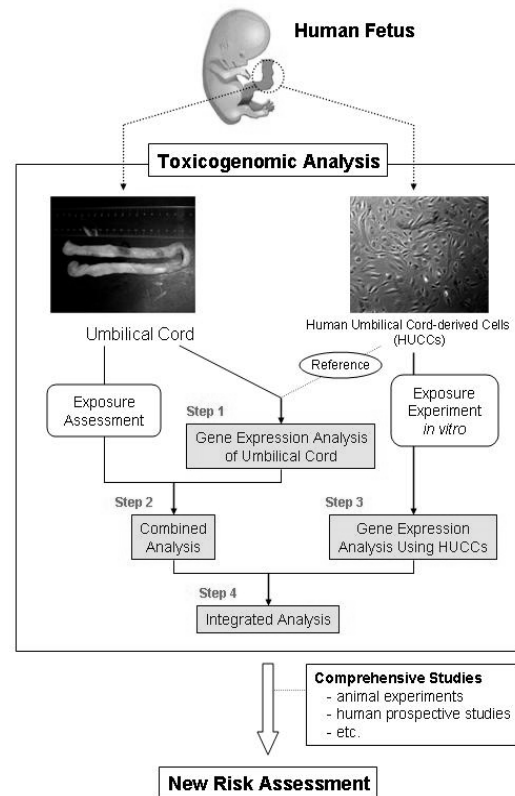 Human Fetus
Toxicogenomic Analysis
Umbilical Cord
Human Umbilical Cord-derived Cells
(HUCCs)
Reference
Exposure
Assessment
Exposure
Experiment
in vitro
Step 1
Gene Expression Analysis
of Umbilical Cord
Step 2
Combined
Analysis
Step 3
Gene Expression
Analysis Using HUCCs
Step 4
Integrated Analysis
Comprehensive Studies
- animal experiments
- human prospective studies
- etc.
New Risk Assessment